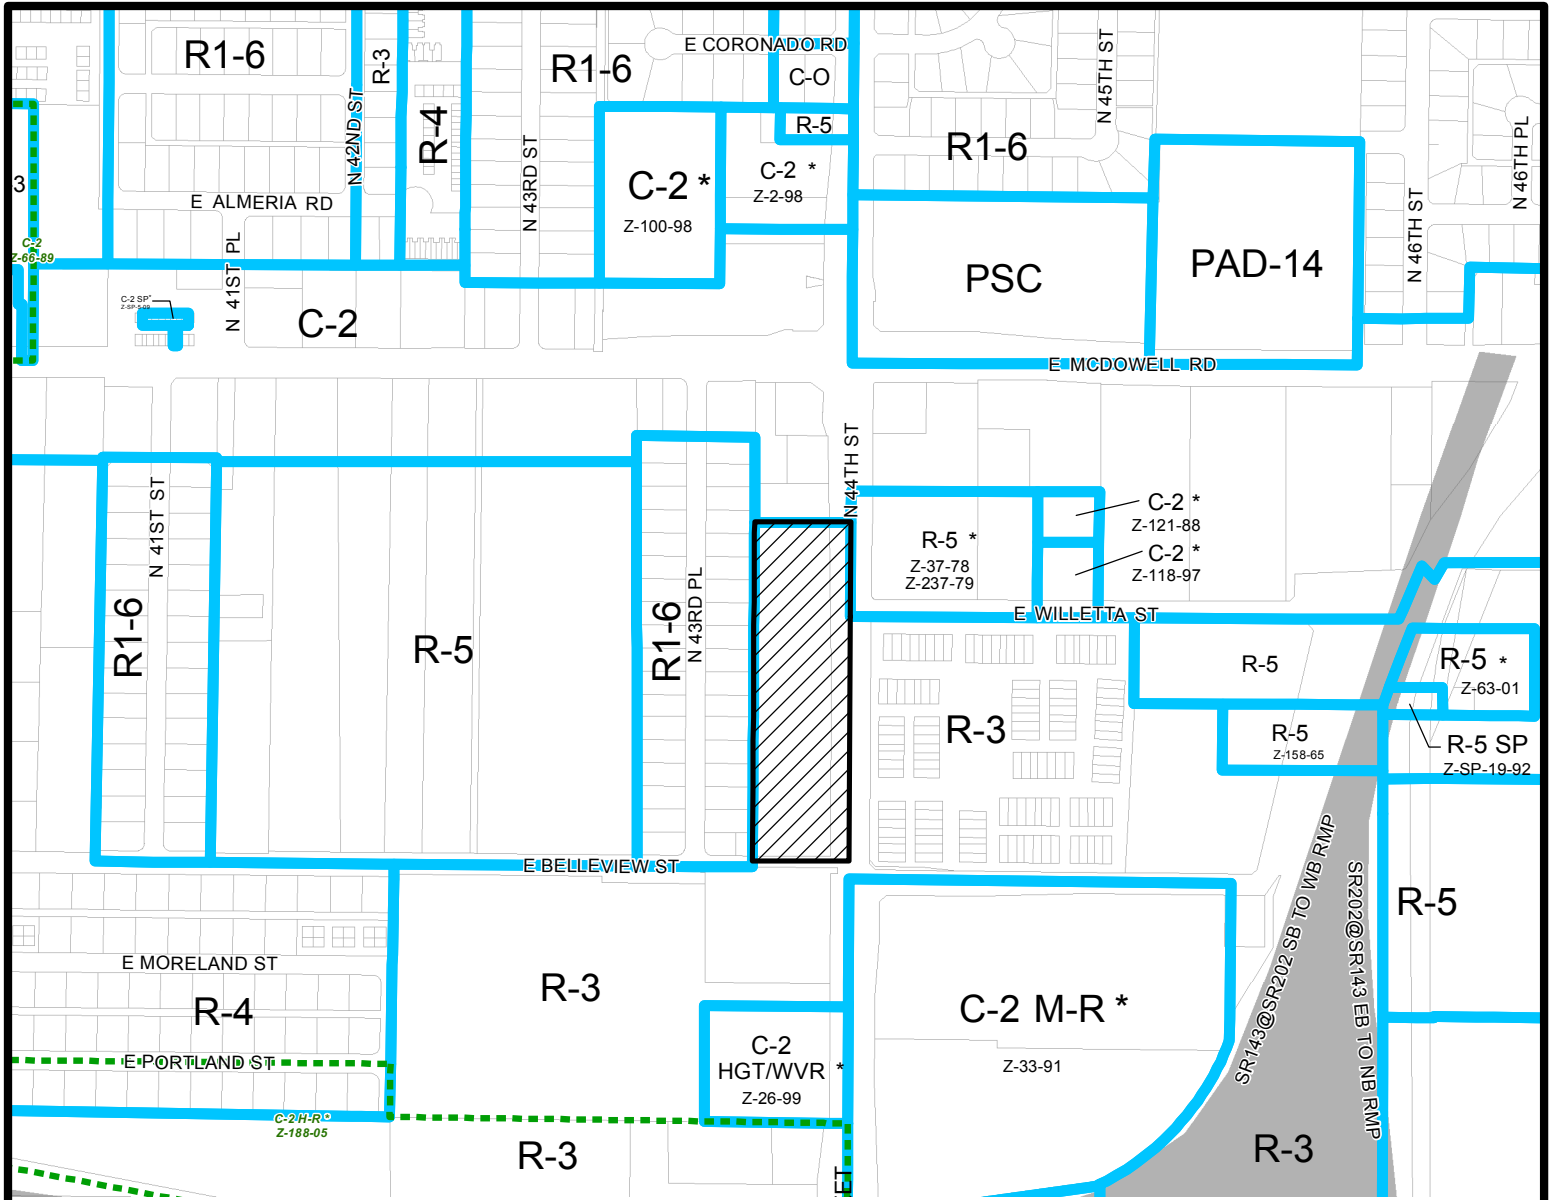 R1-6
R-3
R-4
R1-6
E CORONADO RD
C-O
R-5
N 45TH ST
R1-6
N 42ND ST
N 43RD ST
C-2 *
Z-100-98
C-2 *
Z-2-98
N 46TH PL
N 46TH ST
3
E ALMERIA RD
C-2
Z-66-89
N 41ST PL
C-2 SP*
Z-SP-5-09
C-2
PSC
PAD-14
E MCDOWELL RD
N 44TH ST
N 41ST ST
R1-6
R-5
R1-6
N 43RD PL
R-5 *
Z-37-78
Z-237-79
C-2 *
Z-121-88
C-2 *
Z-118-97
E WILLETTA ST
R-5
R-5 *
Z-63-01
R-3
R-5
Z-158-65
R-5 SP
Z-SP-19-92
E BELLEVIEW ST
SR143@SR202 SB TO WB RMP
SR202@SR143 EB TO NB RMP
R-5
E MORELAND ST
R-4
R-3
C-2 M-R *
Z-33-91
E PORTLAND ST
C-2
HGT/WVR *
Z-26-99
C-2 H-R *
Z-188-05
R-3
R-3